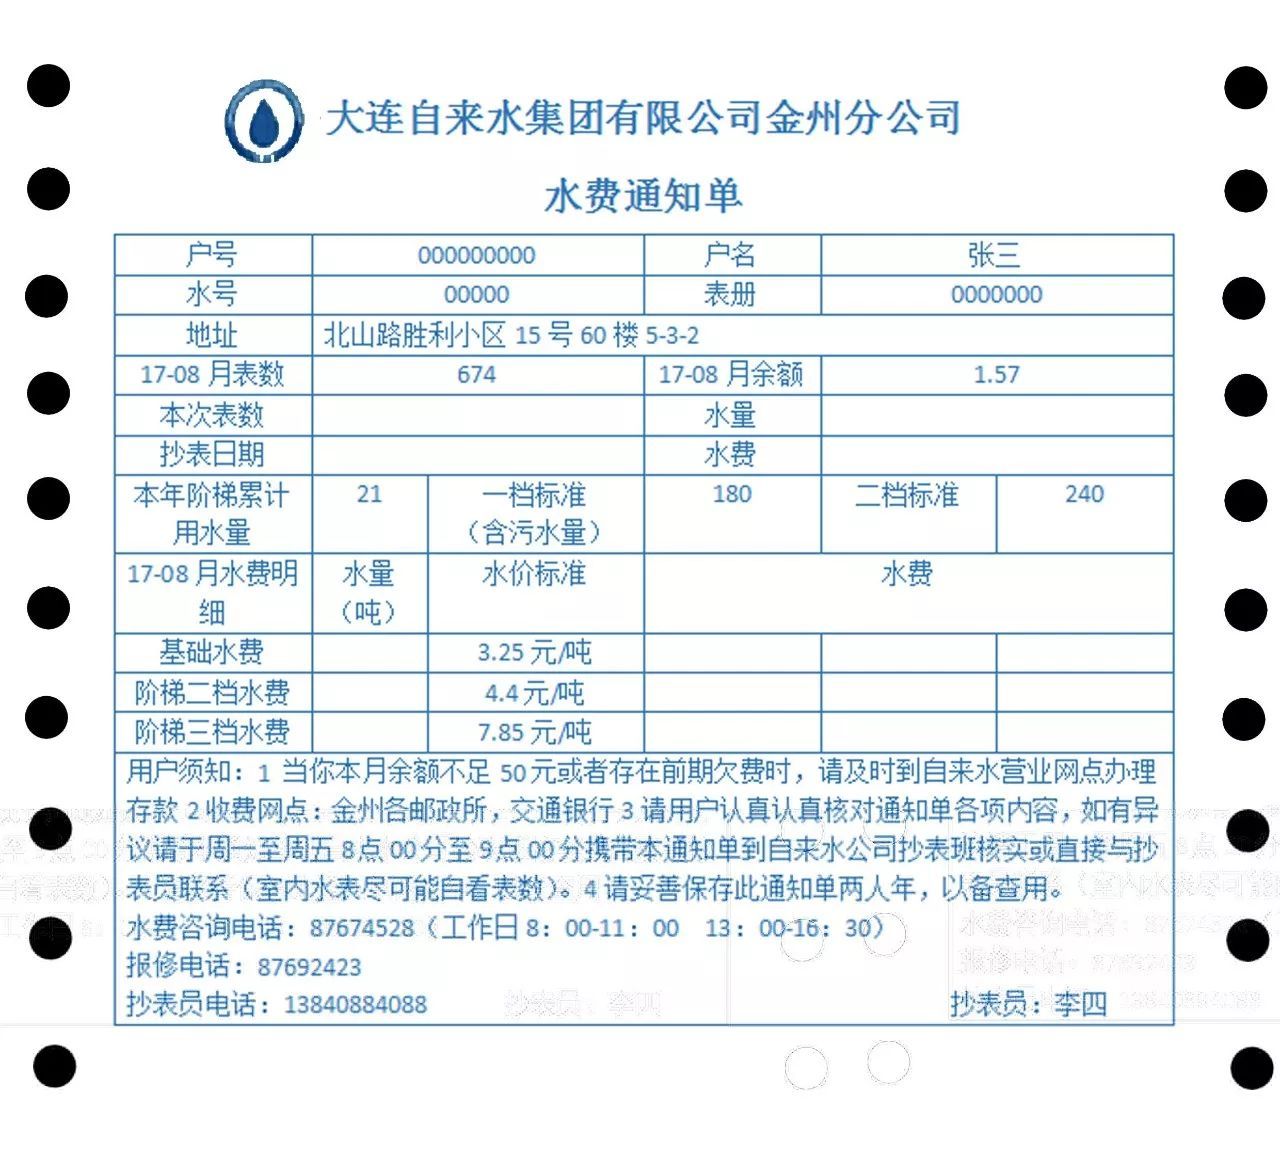 大连自来水集团有限公司金州分公司
水费通知单
户号 000000000 户名 张三
水号 00000 表册 0000000
地址 北山路胜利小区 15 号 60 楼 5-3-2
17-08 月表数 674 17-08 月余额 1.57
本次表数 水量
抄表日期 水费
本年阶梯累计 21 一档标准 180 二档标准 240
用水量 （含污水量）
17-08 月水费明 水量 水价标准 水费
细 （吨）
基础水费 3.25 元/吨
阶梯二档水费 4.4 元/吨
阶梯三档水费 7.85 元/吨
用户须知：1 当你本月余额不足 50 元或者存在前期欠费时，请及时到自来水营业网点办理
存款 2 收费网点：金州各邮政所，交通银行 3 请用户认真认真核对通知单各项内容，如有异
议请于周一至周五 8 点 00 分至 9 点 00 分携带本通知单到自来水公司抄表班核实或直接与抄
表员联系（室内水表尽可能自看表数）。4 请妥善保存此通知单两人年，以备查用。
水费咨询电话：87674528（工作日 8：00-11：00 13：00-16：30）
报修电话：87692423
抄表员电话：13840884088 抄表员：李四 抄表员：李四